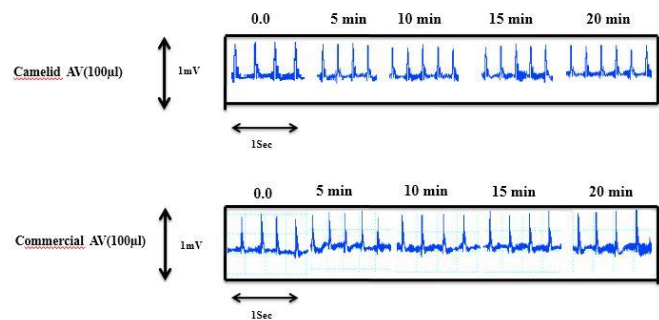 0.0 5 min 10 min 15 min 20 min
Camelid AV(100µl) 1mV
1Sec
0.0 5 min 10 min 15 min 20 min
Commercial AV(100µl) 1mV
1Sec